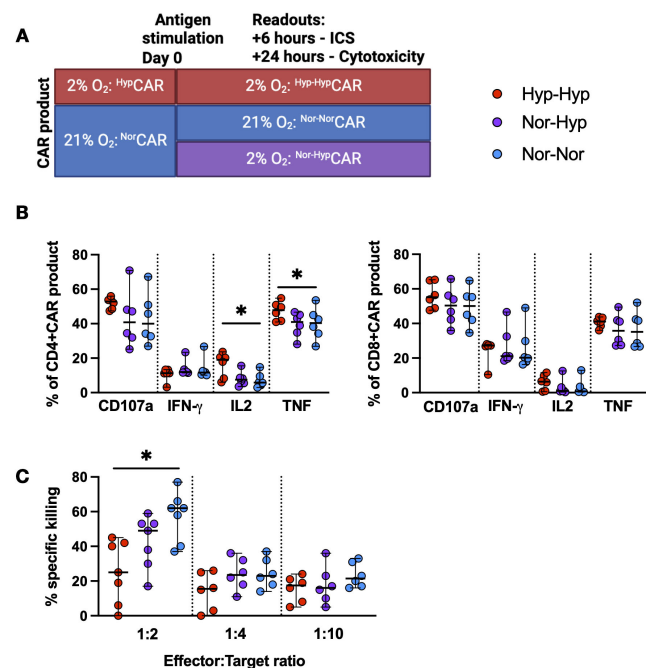 A
Antigen
stimulation
Day 0
Readouts:
+6 hours - ICS
+24 hours - Cytotoxicity
CAR product
2% O₂: ᴴʸᵖCAR
2% O₂: ᴴʸᵖ⁻ᴴʸᵖCAR
21% O₂: ᴺᵒʳCAR
21% O₂: ᴺᵒʳ⁻ᴺᵒʳCAR
2% O₂: ᴺᵒʳ⁻ᴴʸᵖCAR
Hyp-Hyp
Nor-Hyp
Nor-Nor
B
% of CD4+CAR product
80
60
40
20
0
*
*
CD107a IFN-γ IL2 TNF
% of CD8+CAR product
80
60
40
20
0
CD107a IFN-γ IL2 TNF
C
% specific killing
80
60
40
20
0
*
1:2 1:4 1:10
Effector:Target ratio